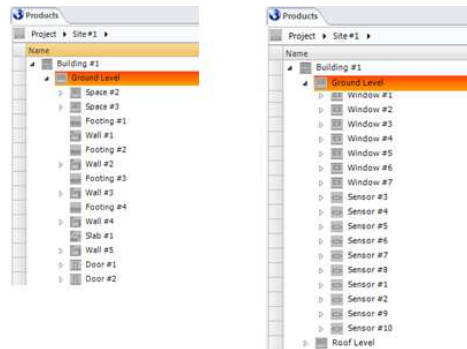 Products
Project Site#1
Name
Building #1
Ground Level
Space #2
Space #3
Footing #1
Wall #1
Footing #2
Wall #2
Footing #3
Wall #3
Footing #4
Wall #4
Slab #1
Wall #5
Door #1
Door #2
Products
Project Site#1
Name
Building #1
Ground Level
Window #1
Window #2
Window #3
Window #4
Window #5
Window #6
Window #7
Sensor #3
Sensor #4
Sensor #5
Sensor #6
Sensor #7
Sensor #8
Sensor #1
Sensor #2
Sensor #9
Sensor #10
Roof Level